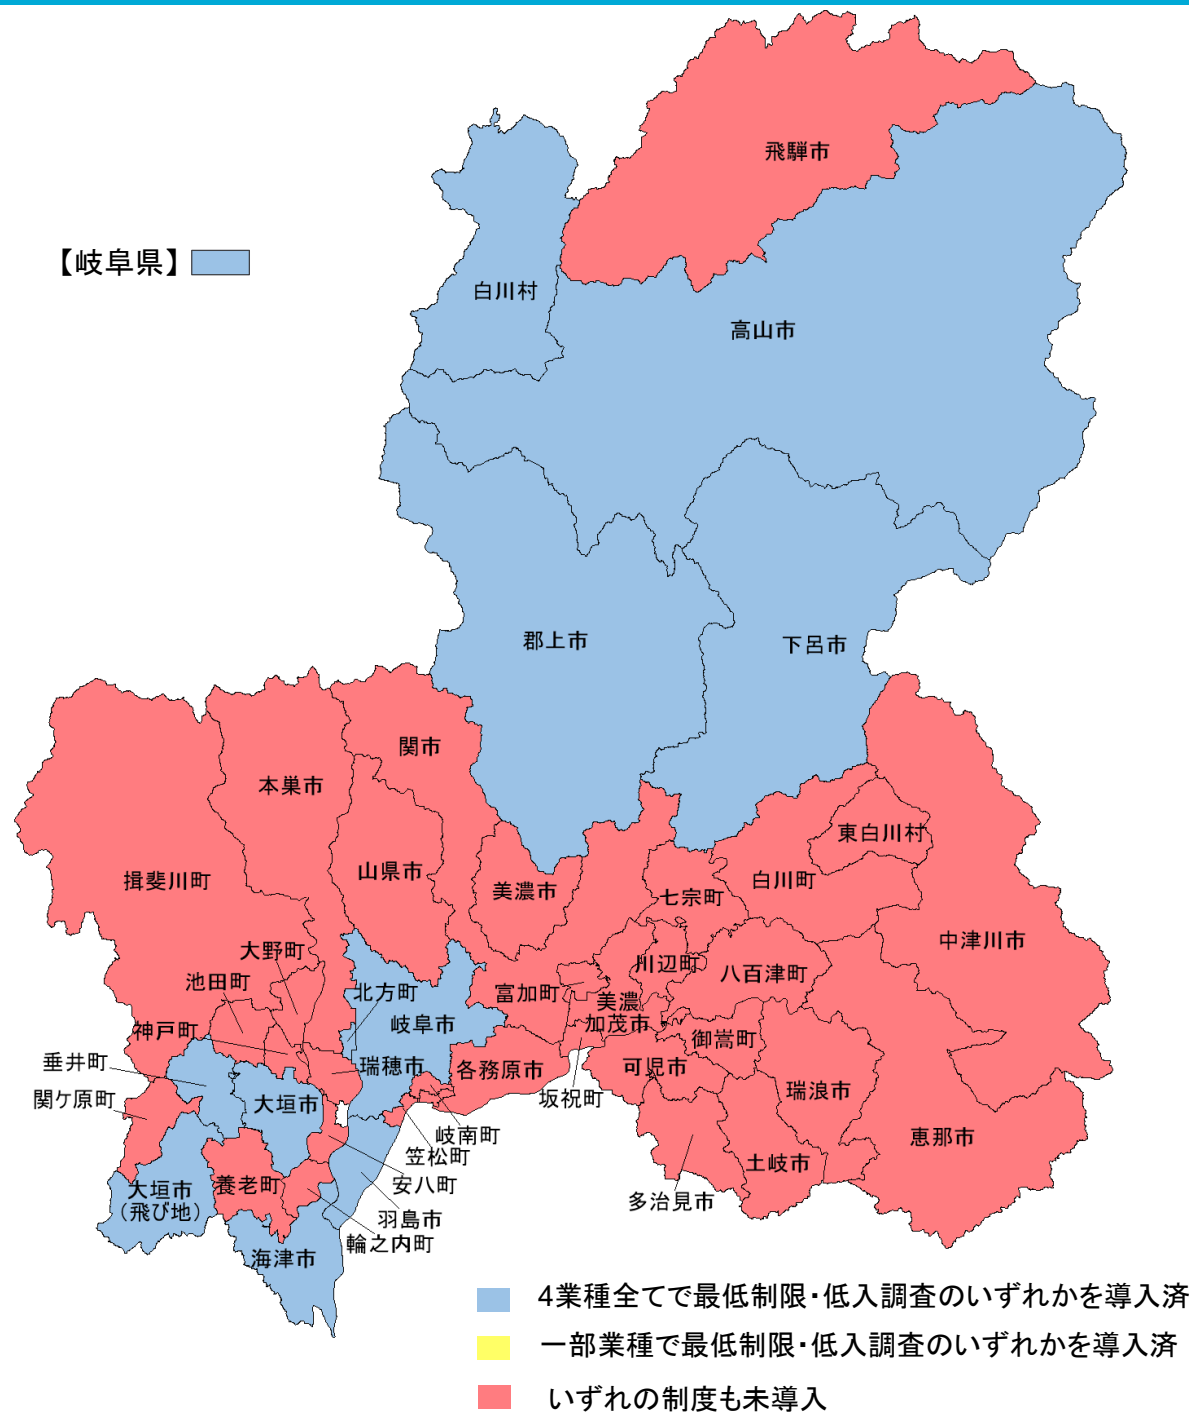 飛騨市
【岐阜県】
白川村
高山市
郡上市
下呂市
関市
本巣市
東白川村
山県市
揖斐川町
美濃市
白川町
七宗町
中津川市
大野町
川辺町
八百津町
池田町
北方町
富加町
美濃
加茂市
岐阜市
神戸町
御嵩町
垂井町
瑞穂市
各務原市
可児市
瑞浪市
関ケ原町
大垣市
坂祝町
岐南町
恵那市
笠松町
土岐市
養老町
安八町
大垣市
(飛び地)
多治見市
羽島市
輪之内町
海津市
4業種全てで最低制限・低入調査のいずれかを導入済
一部業種で最低制限・低入調査のいずれかを導入済
いずれの制度も未導入